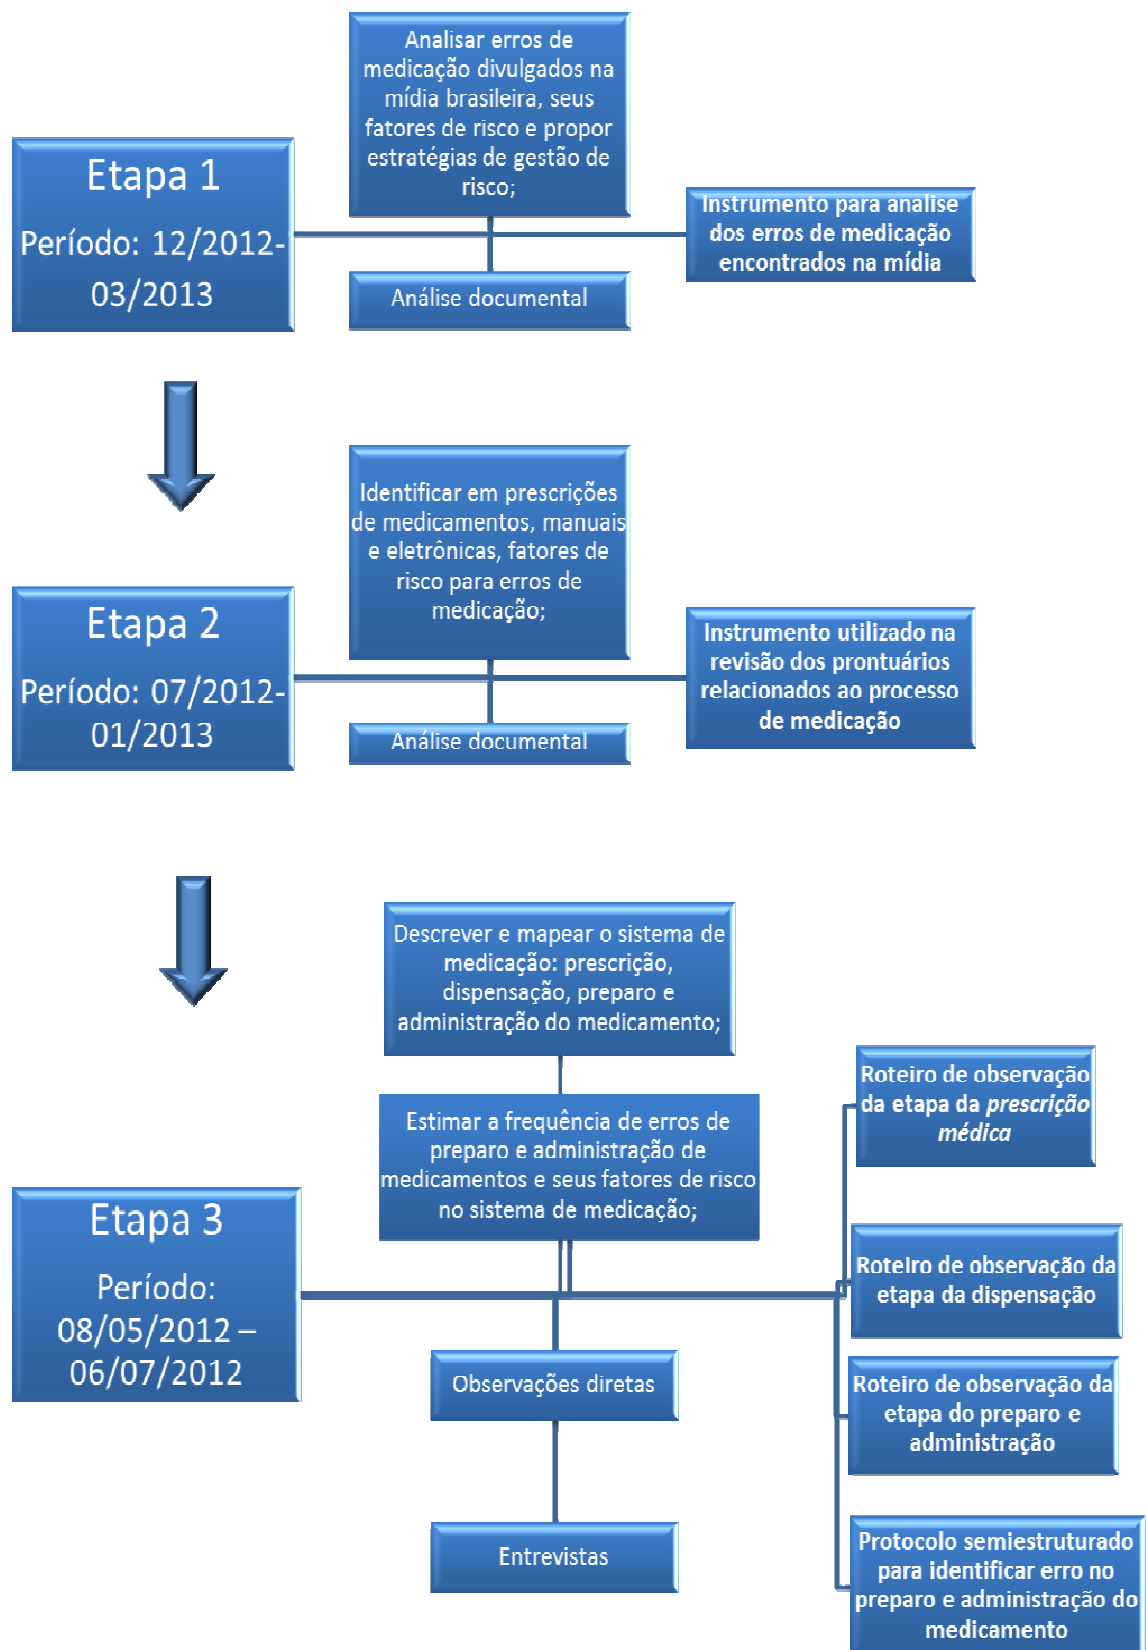 Analisar erros de
medicação divulgados na
mídia brasileira, seus
fatores de risco e propor
estratégias de gestão de
risco;
Etapa 1
Período: 12/2012-
03/2013
Instrumento para analise
dos erros de medicação
encontrados na mídia
Análise documental
Identificar em prescrições
de medicamentos, manuais
e eletrônicas, fatores de
risco para erros de
medicação;
Etapa 2
Período: 07/2012-
01/2013
Instrumento utilizado na
revisão dos prontuários
relacionados ao processo
de medicação
Análise documental
Descrever e mapear o sistema de
medicação: prescrição,
dispensação, preparo e
administração do medicamento;
Estimar a frequência de erros de
preparo e administração de
medicamentos e seus fatores de risco
no sistema de medicação;
Etapa 3
Período:
08/05/2012 –
06/07/2012
Roteiro de observação
da etapa da prescrição
médica
Roteiro de observação da
etapa da dispensação
Roteiro de observação da
etapa do preparo e
administração
Protocolo semiestruturado
para identificar erro no
preparo e administração do
medicamento
Observações diretas
Entrevistas